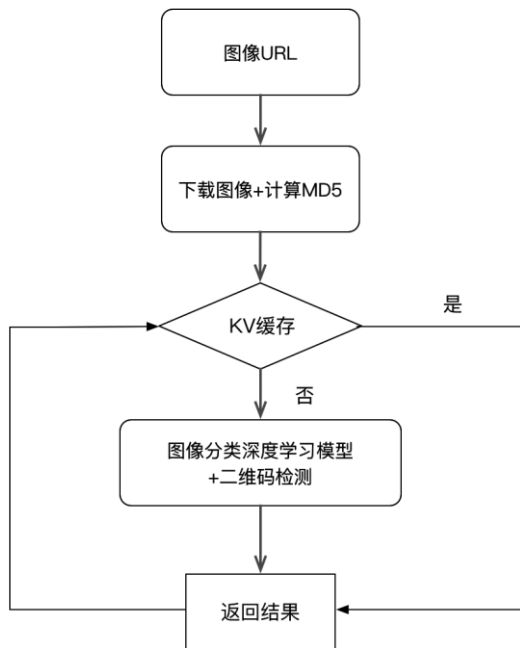 图像URL
下载图像+计算MD5
KV缓存
是
否
图像分类深度学习模型
+二维码检测
返回结果